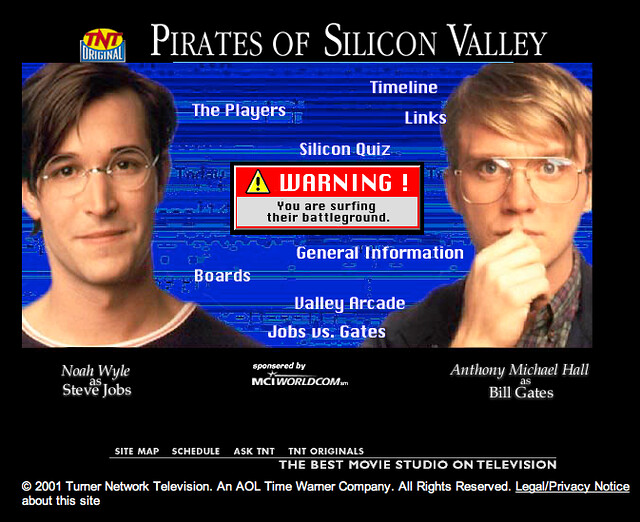 TNT
ORIGINAL
PIRATES OF SILICON VALLEY
Timeline
The Players
Links
Silicon Quiz
WARNING !
You are surfing
their battleground.
General Information
Boards
Valley Arcade
Jobs vs. Gates
Noah Wyle
as
Steve Jobs
sponsored by
MCI WORLDCOM SM
Anthony Michael Hall
as
Bill Gates
SITE MAP SCHEDULE ASK TNT TNT ORIGINALS
THE BEST MOVIE STUDIO ON TELEVISION
© 2001 Turner Network Television. An AOL Time Warner Company. All Rights Reserved. Legal/Privacy Notice
about this site